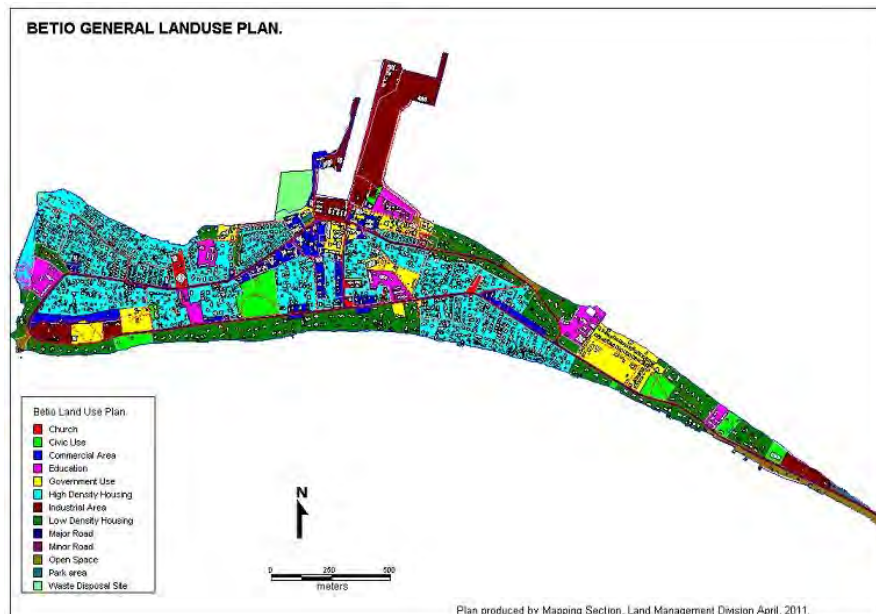 BETIO GENERAL LANDUSE PLAN.
Betio Land Use Plan.
Church
Civic Use
Commercial Area
Education
Government Use
High Density Housing
Industrial Area
Low Density Housing
Major Road
Minor Road
Open Space
Park area
Waste Disposal Site
N
0 250 500
meters
Plan produced by Mapping Section, Land Management Division April, 2011.